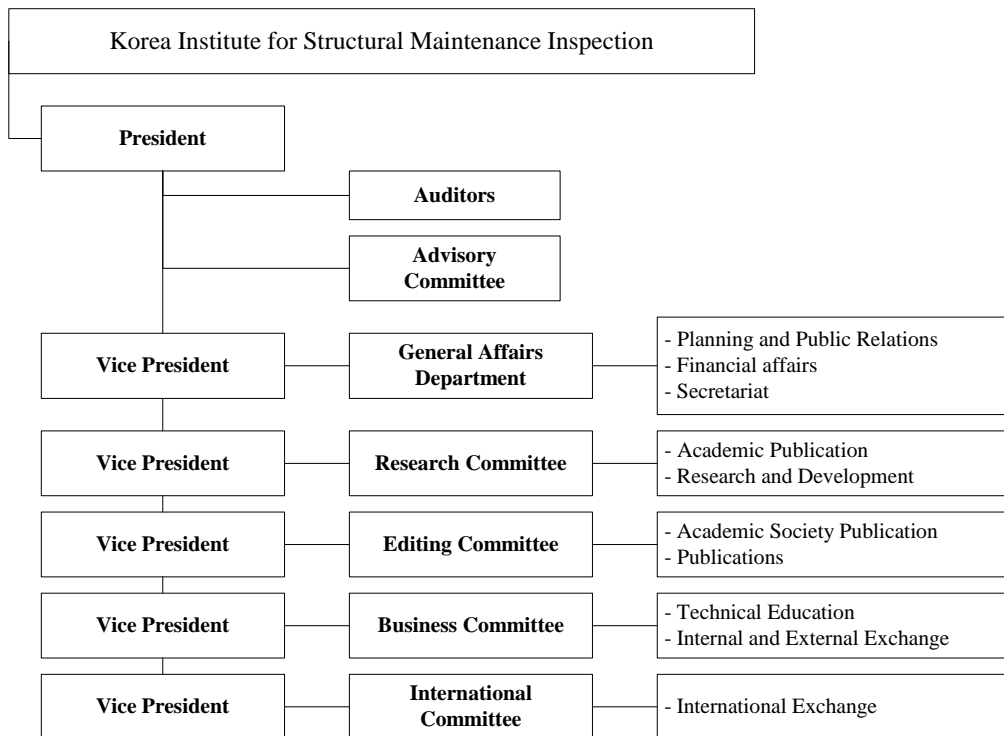 Korea Institute for Structural Maintenance Inspection
President
Auditors
Advisory
Committee
Vice President
General Affairs
Department
- Planning and Public Relations
- Financial affairs
- Secretariat
Vice President
Research Committee
- Academic Publication
- Research and Development
Vice President
Editing Committee
- Academic Society Publication
- Publications
Vice President
Business Committee
- Technical Education
- Internal and External Exchange
Vice President
International
Committee
- International Exchange